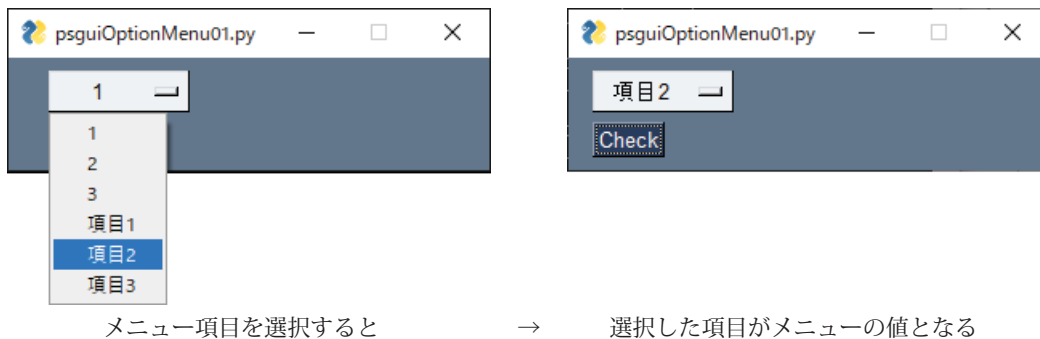 psguiOptionMenu01.py
1
1
2
3
項目1
項目2
項目3
psguiOptionMenu01.py
項目2
Check
メニュー項目を選択すると → 選択した項目がメニューの値となる